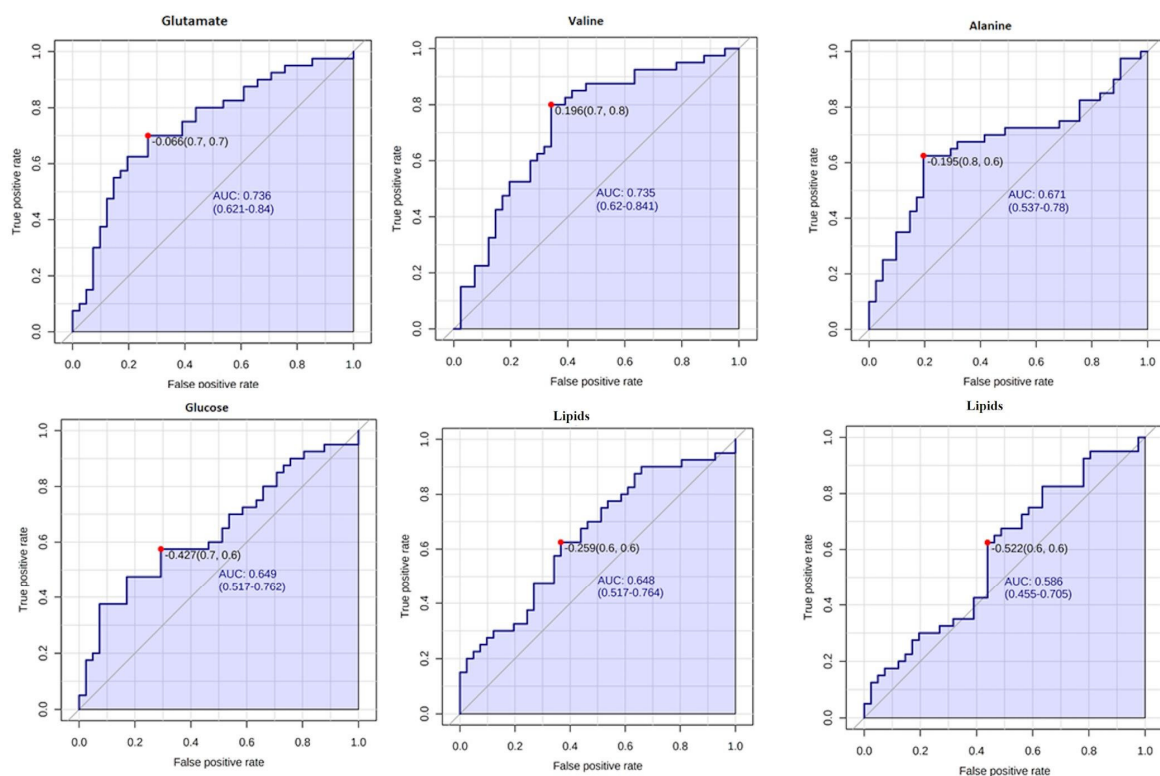 Glutamate
1.0
0.8
0.6
0.4
0.2
0.0
True positive rate
-0.066(0.7, 0.7)
AUC: 0.736
(0.621-0.84)
0.0 0.2 0.4 0.6 0.8 1.0
False positive rate
Valine
1.0
0.8
0.6
0.4
0.2
0.0
True positive rate
0.196(0.7, 0.8)
AUC: 0.735
(0.62-0.841)
0.0 0.2 0.4 0.6 0.8 1.0
False positive rate
Alanine
1.0
0.8
0.6
0.4
0.2
0.0
True positive rate
-0.195(0.8, 0.6)
AUC: 0.671
(0.537-0.78)
0.0 0.2 0.4 0.6 0.8 1.0
False positive rate
Glucose
1.0
0.8
0.6
0.4
0.2
0.0
True positive rate
-0.427(0.7, 0.6)
AUC: 0.649
(0.517-0.762)
0.0 0.2 0.4 0.6 0.8 1.0
False positive rate
Lipids
1.0
0.8
0.6
0.4
0.2
0.0
True positive rate
-0.259(0.6, 0.6)
AUC: 0.648
(0.517-0.764)
0.0 0.2 0.4 0.6 0.8 1.0
False positive rate
Lipids
1.0
0.8
0.6
0.4
0.2
0.0
True positive rate
-0.522(0.6, 0.6)
AUC: 0.586
(0.455-0.705)
0.0 0.2 0.4 0.6 0.8 1.0
False positive rate